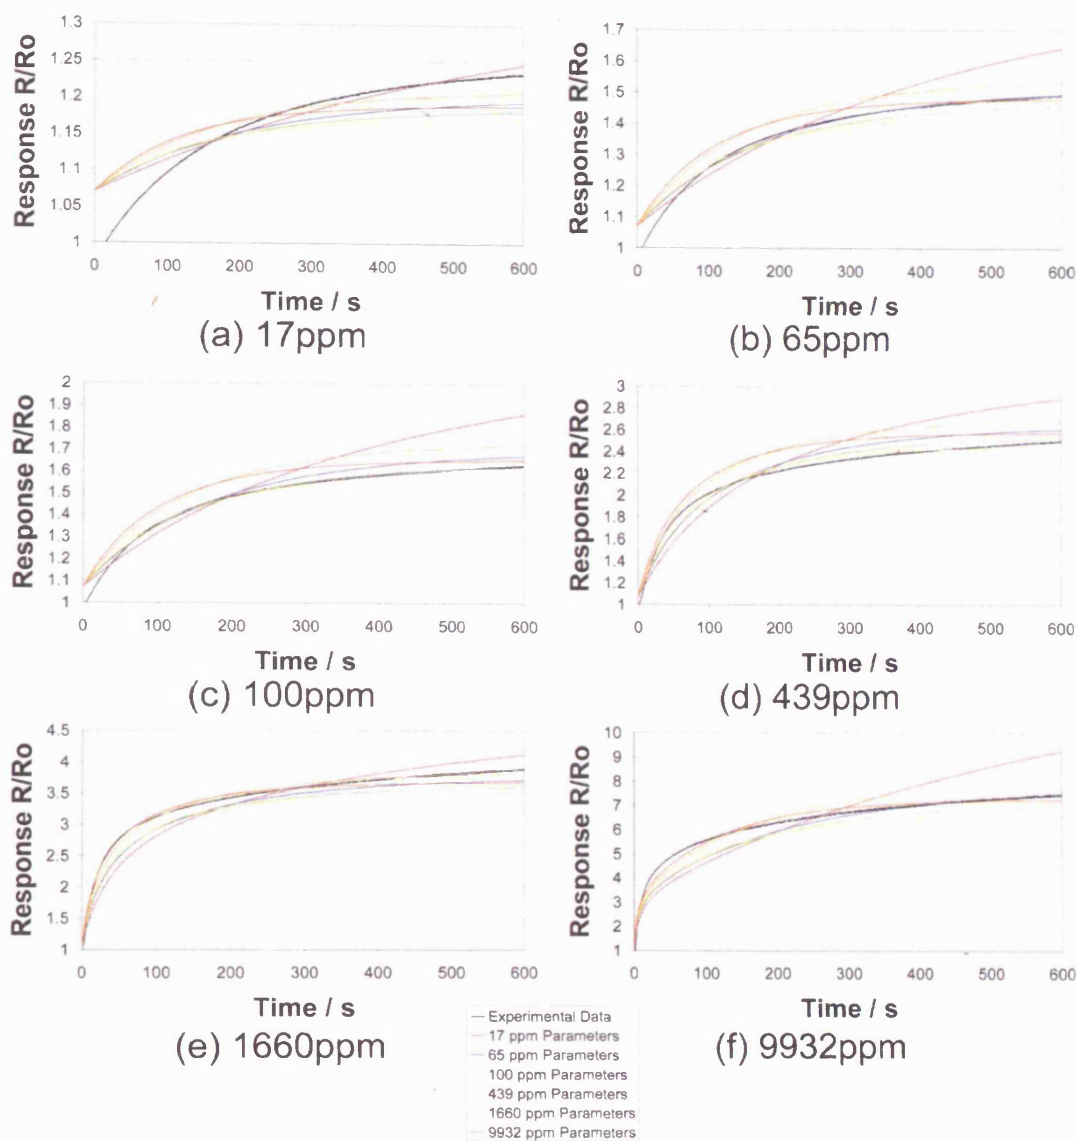 Response R/Ro
1.3
1.25
1.2
1.15
1.1
1.05
1
0 100 200 300 400 500 600
Time / s
(a) 17ppm
Response R/Ro
1.7
1.6
1.5
1.4
1.3
1.2
1.1
1
0 100 200 300 400 500 600
Time / s
(b) 65ppm
Response R/Ro
2
1.9
1.8
1.7
1.6
1.5
1.4
1.3
1.2
1.1
1
0 100 200 300 400 500 600
Time / s
(c) 100ppm
Response R/Ro
3
2.8
2.6
2.4
2.2
2
1.8
1.6
1.4
1.2
1
0 100 200 300 400 500 600
Time / s
(d) 439ppm
Response R/Ro
4.5
4
3.5
3
2.5
2
1.5
1
0 100 200 300 400 500 600
Time / s
(e) 1660ppm
Response R/Ro
10
9
8
7
6
5
4
3
2
1
0 100 200 300 400 500 600
Time / s
(f) 9932ppm
Experimental Data
17 ppm Parameters
65 ppm Parameters
100 ppm Parameters
439 ppm Parameters
1660 ppm Parameters
9932 ppm Parameters